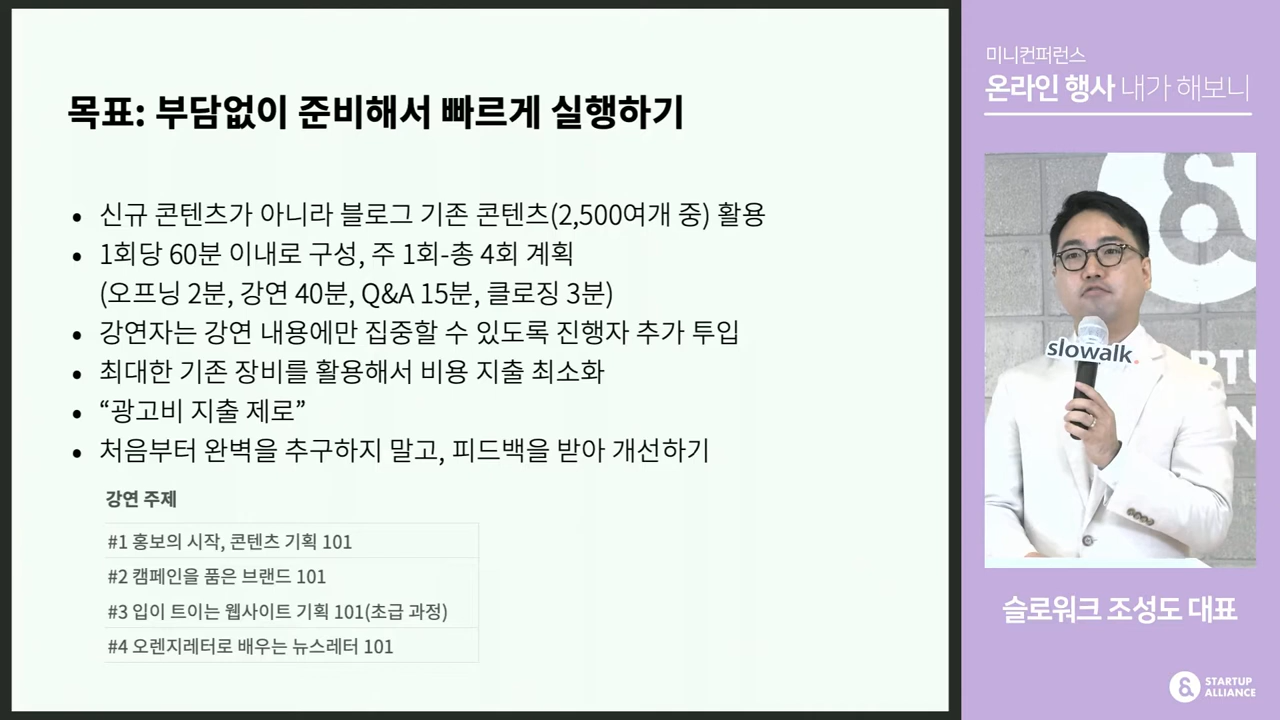 목표: 부담없이 준비해서 빠르게 실행하기
• 신규 콘텐츠가 아니라 블로그 기존 콘텐츠(2,500여개 중) 활용
• 1회당 60분 이내로 구성, 주 1회-총 4회 계획
(오프닝 2분, 강연 40분, Q&A 15분, 클로징 3분)
• 강연자는 강연 내용에만 집중할 수 있도록 진행자 추가 투입
• 최대한 기존 장비를 활용해서 비용 지출 최소화
• “광고비 지출 제로”
• 처음부터 완벽을 추구하지 말고, 피드백을 받아 개선하기
강연 주제
#1 홍보의 시작, 콘텐츠 기획 101
#2 캠페인을 품은 브랜드 101
#3 입이 트이는 웹사이트 기획 101(초급 과정)
#4 오렌지레터로 배우는 뉴스레터 101
미니컨퍼런스
온라인 행사 내가 해보니
slowalk.
슬로워크 조성도 대표
STARTUP
ALLIANCE